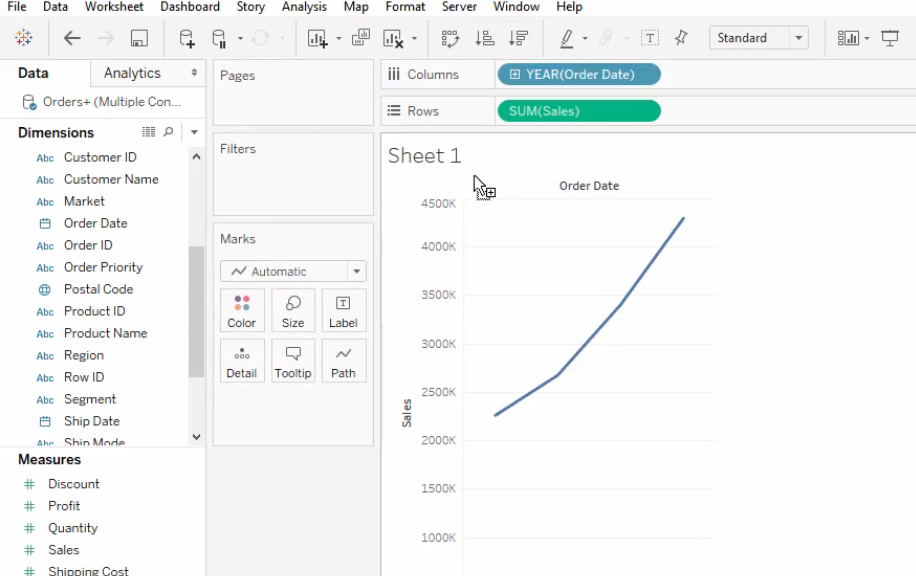 File Data Worksheet Dashboard Story Analysis Map Format Server Window Help
Standard
Data Analytics
Orders+ (Multiple Con...
Dimensions
Abc Customer ID
Abc Customer Name
Abc Market
Order Date
Abc Order ID
Abc Order Priority
Postal Code
Abc Product ID
Abc Product Name
Abc Region
Abc Row ID
Abc Segment
Ship Date
Abc Ship Mode
Measures
# Discount
# Profit
# Quantity
# Sales
# Shipping Cost
Pages
Filters
Marks
Automatic
Color Size T Label
Detail Tooltip Path
Columns YEAR(Order Date)
Rows SUM(Sales)
Sheet 1
Order Date
4500K
4000K
3500K
3000K
2500K
2000K
1500K
1000K
Sales